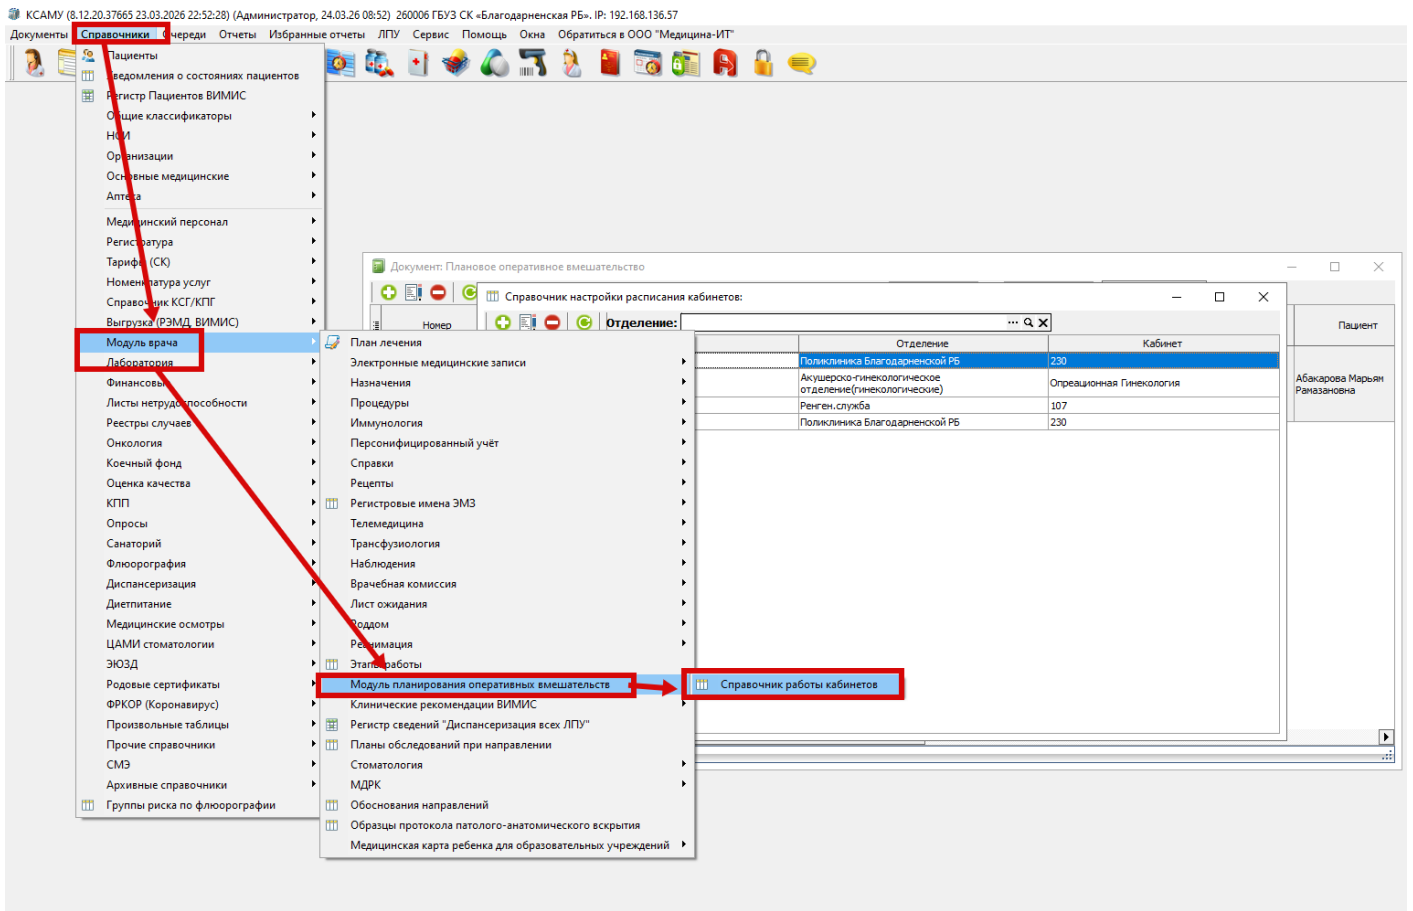 КСАМУ (8.12.20.37665 23.03.2026 22:52:28) (Администратор, 24.03.26 08:52) 260006 ГБУЗ СК «Благодарненская РБ». IP: 192.168.136.57
Документы Справочники Очереди Отчеты Избранные отчеты ЛПУ Сервис Помощь Окна Обратиться в ООО "Медицина-ИТ"
Пациенты
Уведомления о состояниях пациентов
Регистр Пациентов ВИМИС
Общие классификаторы
НСИ
Организации
Основные медицинские
Аптека
Медицинский персонал
Регистратура
Тарифы (СК)
Номенклатура услуг
Справочник КСГ/КПГ
Выгрузка (РЭМД, ВИМИС)
Модуль врача
Лаборатория
Финансовый
Листы нетрудоспособности
Реестры случаев
Онкология
Коечный фонд
Оценка качества
КПП
Опросы
Санаторий
Флюорография
Диспансеризация
Диетпитание
Медицинские осмотры
ЦАМИ стоматологии
ЭЮЗД
Родовые сертификаты
ФРКОР (Коронавирус)
Произвольные таблицы
Прочие справочники
СМЭ
Архивные справочники
Группы риска по флюорографии
План лечения
Электронные медицинские записи
Назначения
Процедуры
Иммунология
Персонифицированный учёт
Справки
Рецепты
Регистровые имена ЭМЗ
Телемедицина
Трансфузиология
Наблюдения
Врачебная комиссия
Лист ожидания
Роддом
Реанимация
Этапы работы
Модуль планирования оперативных вмешательств
Клинические рекомендации ВИМИС
Регистр сведений "Диспансеризация всех ЛПУ"
Планы обследований при направлении
Стоматология
МДРК
Обоснования направлений
Образцы протокола патолого-анатомического вскрытия
Медицинская карта ребенка для образовательных учреждений
Справочник работы кабинетов
Документ: Плановое оперативное вмешательство
Номер
Пациент
Абакарова Марьям
Рамазановна
Справочник настройки расписания кабинетов:
Отделение:
Отделение Кабинет
Поликлиника Благодарненской РБ 230
Акушерско-гинекологическое
отделение(гинекологические) Опреационная Гинекология
Ренген.служба 107
Поликлиника Благодарненской РБ 230